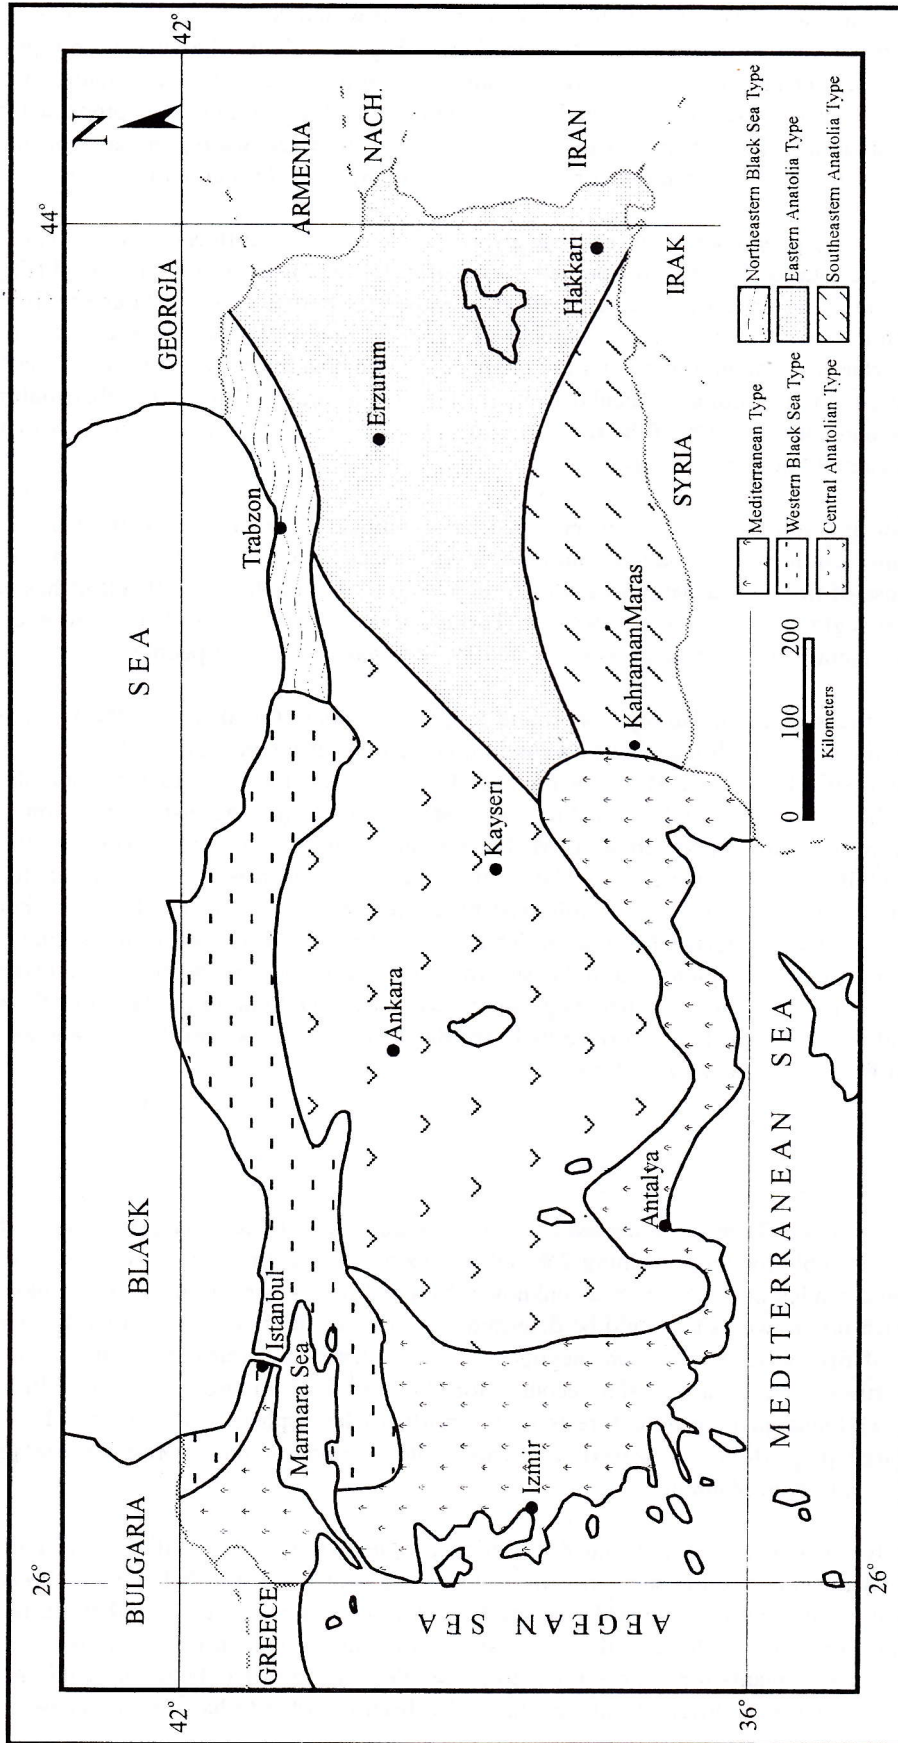 42°
44°
N
GEORGIA
ARMENIA
NACH.
IRAN
IRAK
SYRIA
BULGARIA
GREECE
BLACK
SEA
AEGEAN SEA
MEDITERRANEAN SEA
Marmara Sea
Istanbul
Trabzon
Erzurum
Hakkari
Ankara
Kayseri
KahramanMaras
Izmir
Antalya
0 100 200
Kilometers
Mediterranean Type
Western Black Sea Type
Central Anatolian Type
Northeastern Black Sea Type
Eastern Anatolia Type
Southeastern Anatolia Type
42°
26°
36°
26°